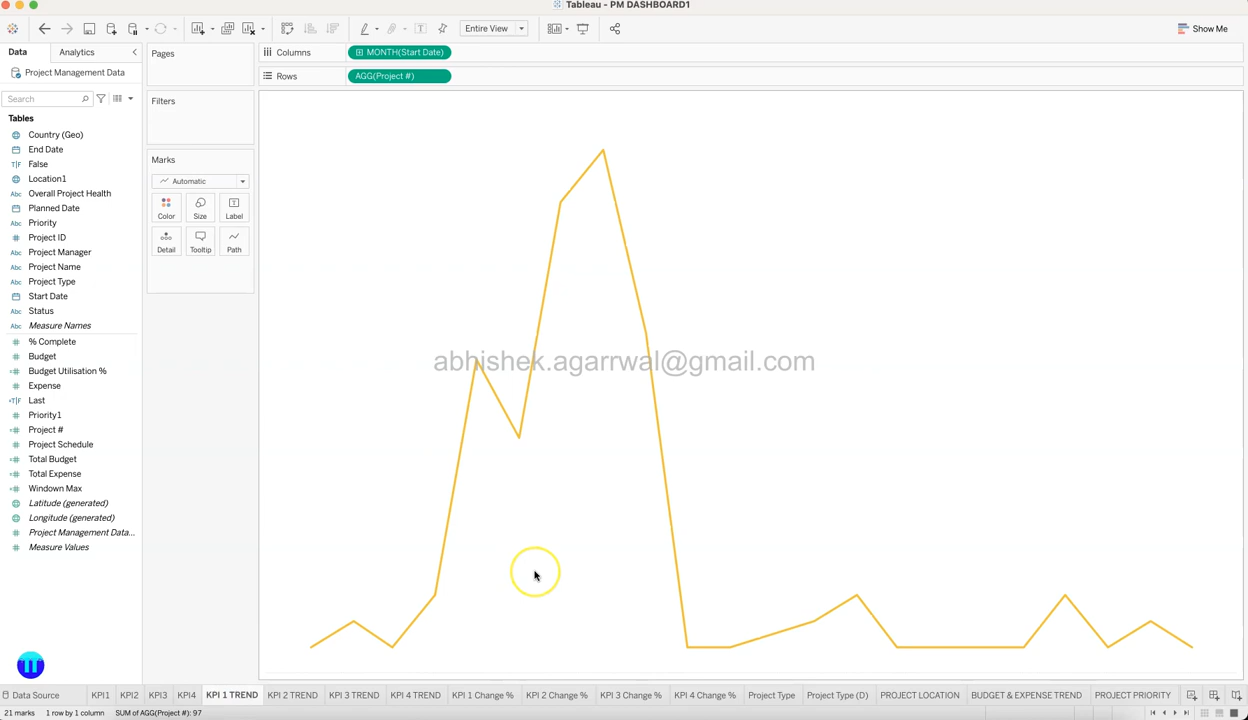 Tableau - PM DASHBOARD1
Entire View
Show Me
Data
Analytics
Pages
Columns
MONTH(Start Date)
Project Management Data
Rows
AGG(Project #)
Search
Filters
Tables
Country (Geo)
End Date
T|F False
Location1
Abc Overall Project Health
Planned Date
Abc Priority
Project ID
Abc Project Manager
Abc Project Name
Abc Project Type
Start Date
Abc Status
Abc Measure Names
# % Complete
# Budget
=# Budget Utilisation %
# Expense
=T|F Last
# Priority1
=# Project #
# Project Schedule
=# Total Budget
=# Total Expense
=# Windown Max
Latitude (generated)
Longitude (generated)
# Project Management Data...
# Measure Values
Marks
Automatic
Color
Size
Label
Detail
Tooltip
Path
abhishek.agarrwal@gmail.com
Data Source
KPI1
KPI2
KPI3
KPI4
KPI 1 TREND
KPI 2 TREND
KPI 3 TREND
KPI 4 TREND
KPI 1 Change %
KPI 2 Change %
KPI 3 Change %
KPI 4 Change %
Project Type
Project Type (D)
PROJECT LOCATION
BUDGET & EXPENSE TREND
PROJECT PRIORITY
21 marks
1 row by 1 column
SUM of AGG(Project #): 97